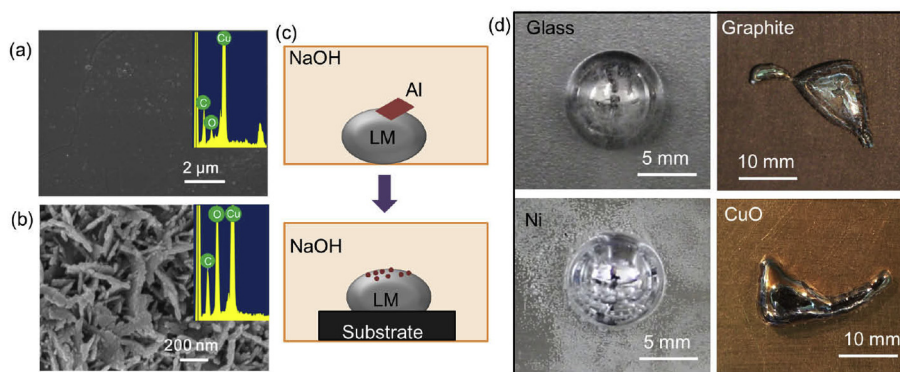 (a)
Cu
C
O
2 μm
(b)
O
Cu
C
200 nm
(c)
NaOH
Al
LM
NaOH
LM
Substrate
(d)
Glass
5 mm
Graphite
10 mm
Ni
5 mm
CuO
10 mm